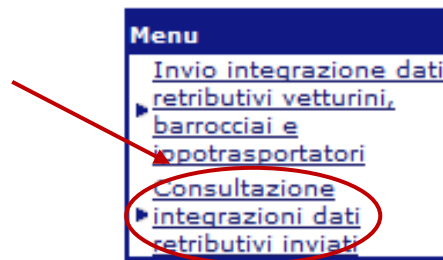 Menu
Invio integrazione dati
retributivi vetturini,
barrocciai e
ippotrasportatori
Consultazione
integrazioni dati
retributivi inviati